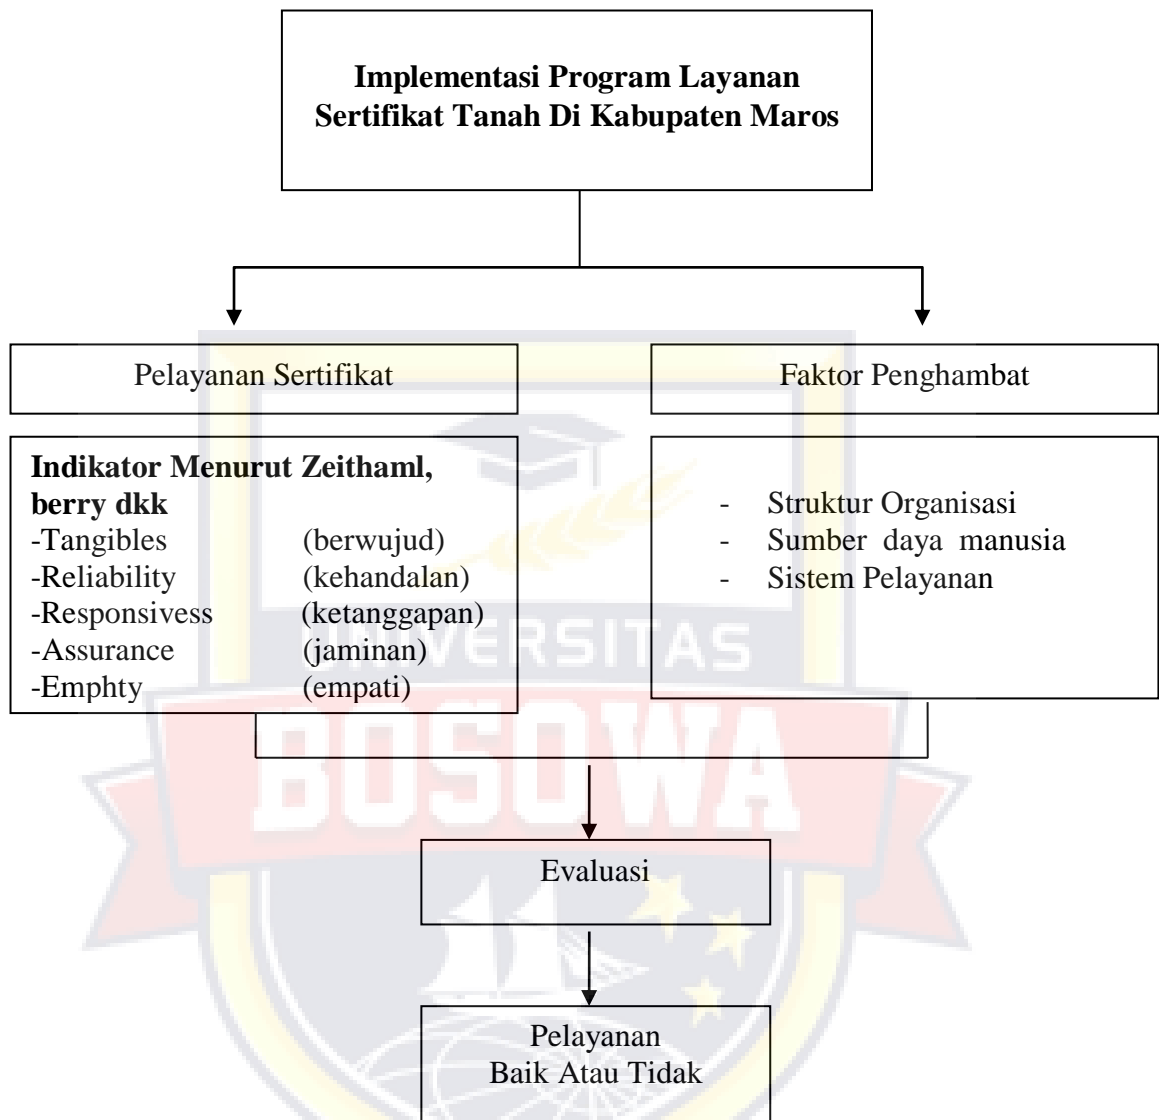 Implementasi Program Layanan
Sertifikat Tanah Di Kabupaten Maros
Pelayanan Sertifikat
Faktor Penghambat
Indikator Menurut Zeithaml,
berry dkk
-Tangibles (berwujud)
-Reliability (kehandalan)
-Responsivess (ketanggapan)
-Assurance (jaminan)
-Emphty (empati)
- Struktur Organisasi
- Sumber daya manusia
- Sistem Pelayanan
UNIVERSITAS
BOSOWA
Evaluasi
Pelayanan
Baik Atau Tidak